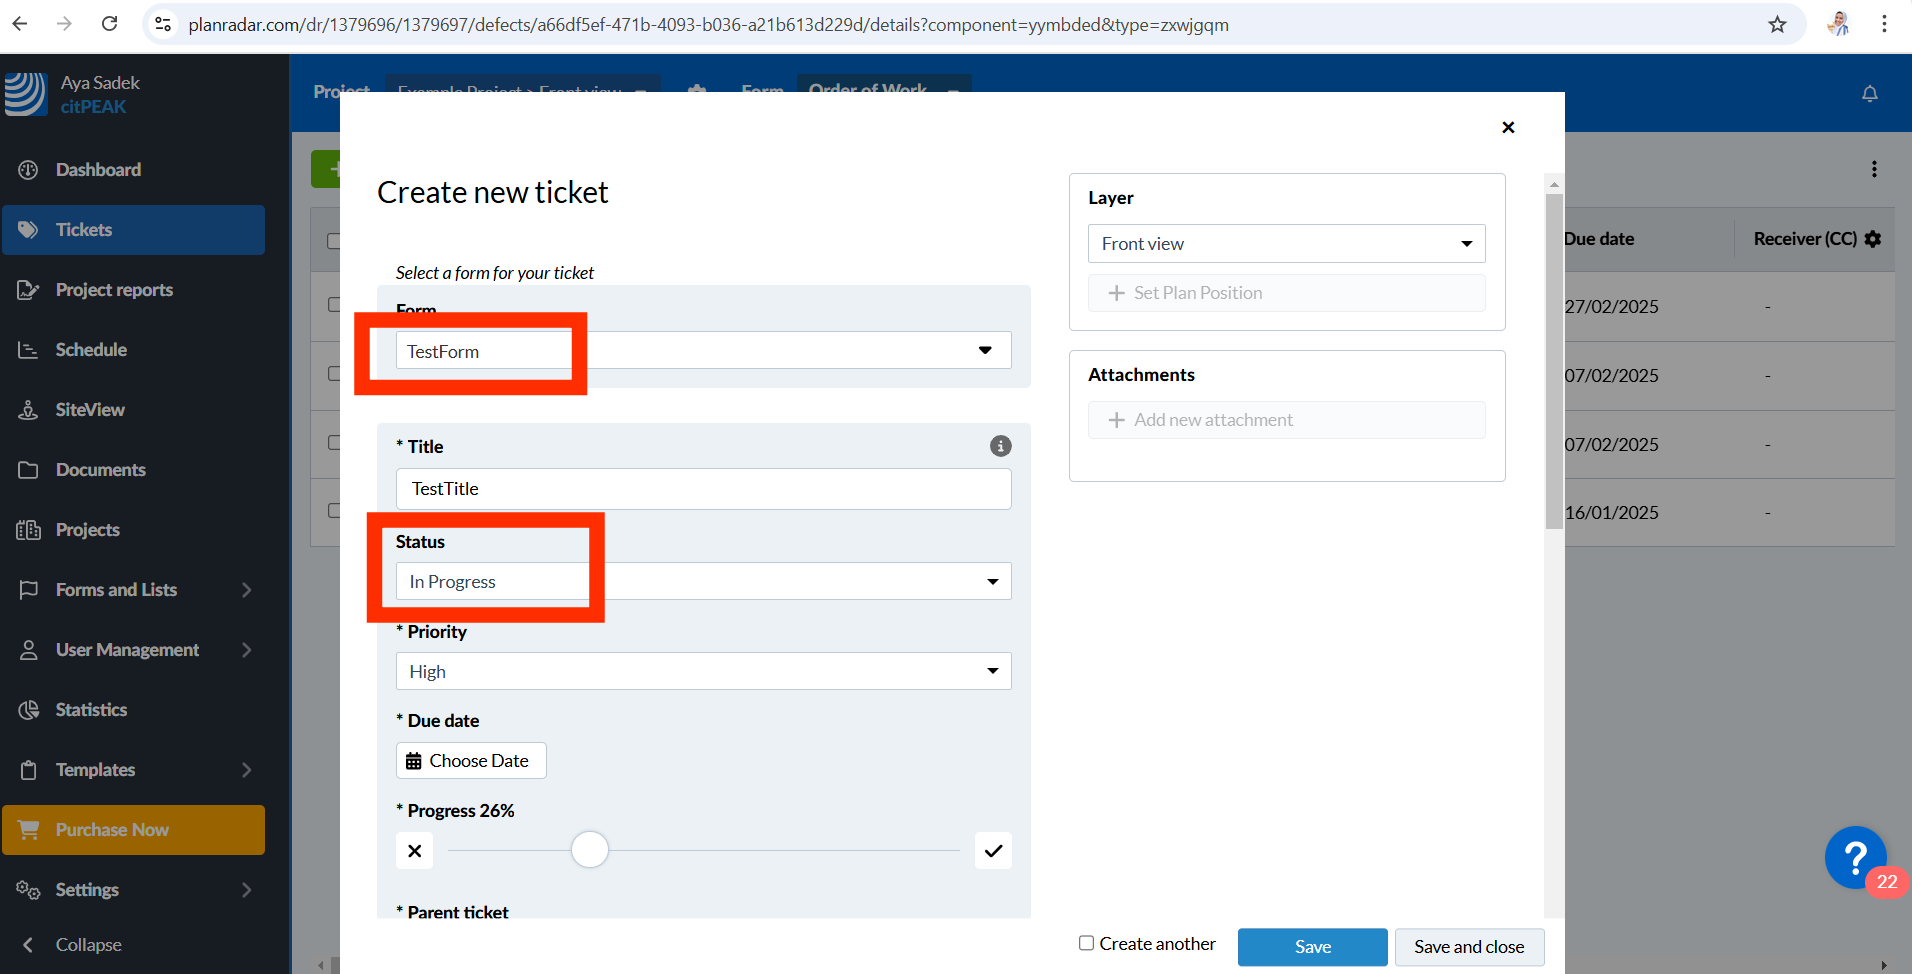 planradar.com/dr/1379696/1379697/defects/a66df5ef-471b-4093-b036-a21b613d229d/details?component=yymbded&type=zxwjgqm
Aya Sadek
citPEAK
Project
Example Project > Front view
Form
Order of Work
Dashboard
Tickets
Project reports
Schedule
SiteView
Documents
Projects
Forms and Lists
User Management
Statistics
Templates
Purchase Now
Settings
Collapse
Create new ticket
Select a form for your ticket
Form
TestForm
* Title
TestTitle
Status
In Progress
* Priority
High
* Due date
Choose Date
* Progress 26%
* Parent ticket
Layer
Front view
Set Plan Position
Attachments
Add new attachment
Create another
Save
Save and close
Due date
Receiver (CC)
27/02/2025
-
07/02/2025
-
07/02/2025
-
16/01/2025
-
?
22